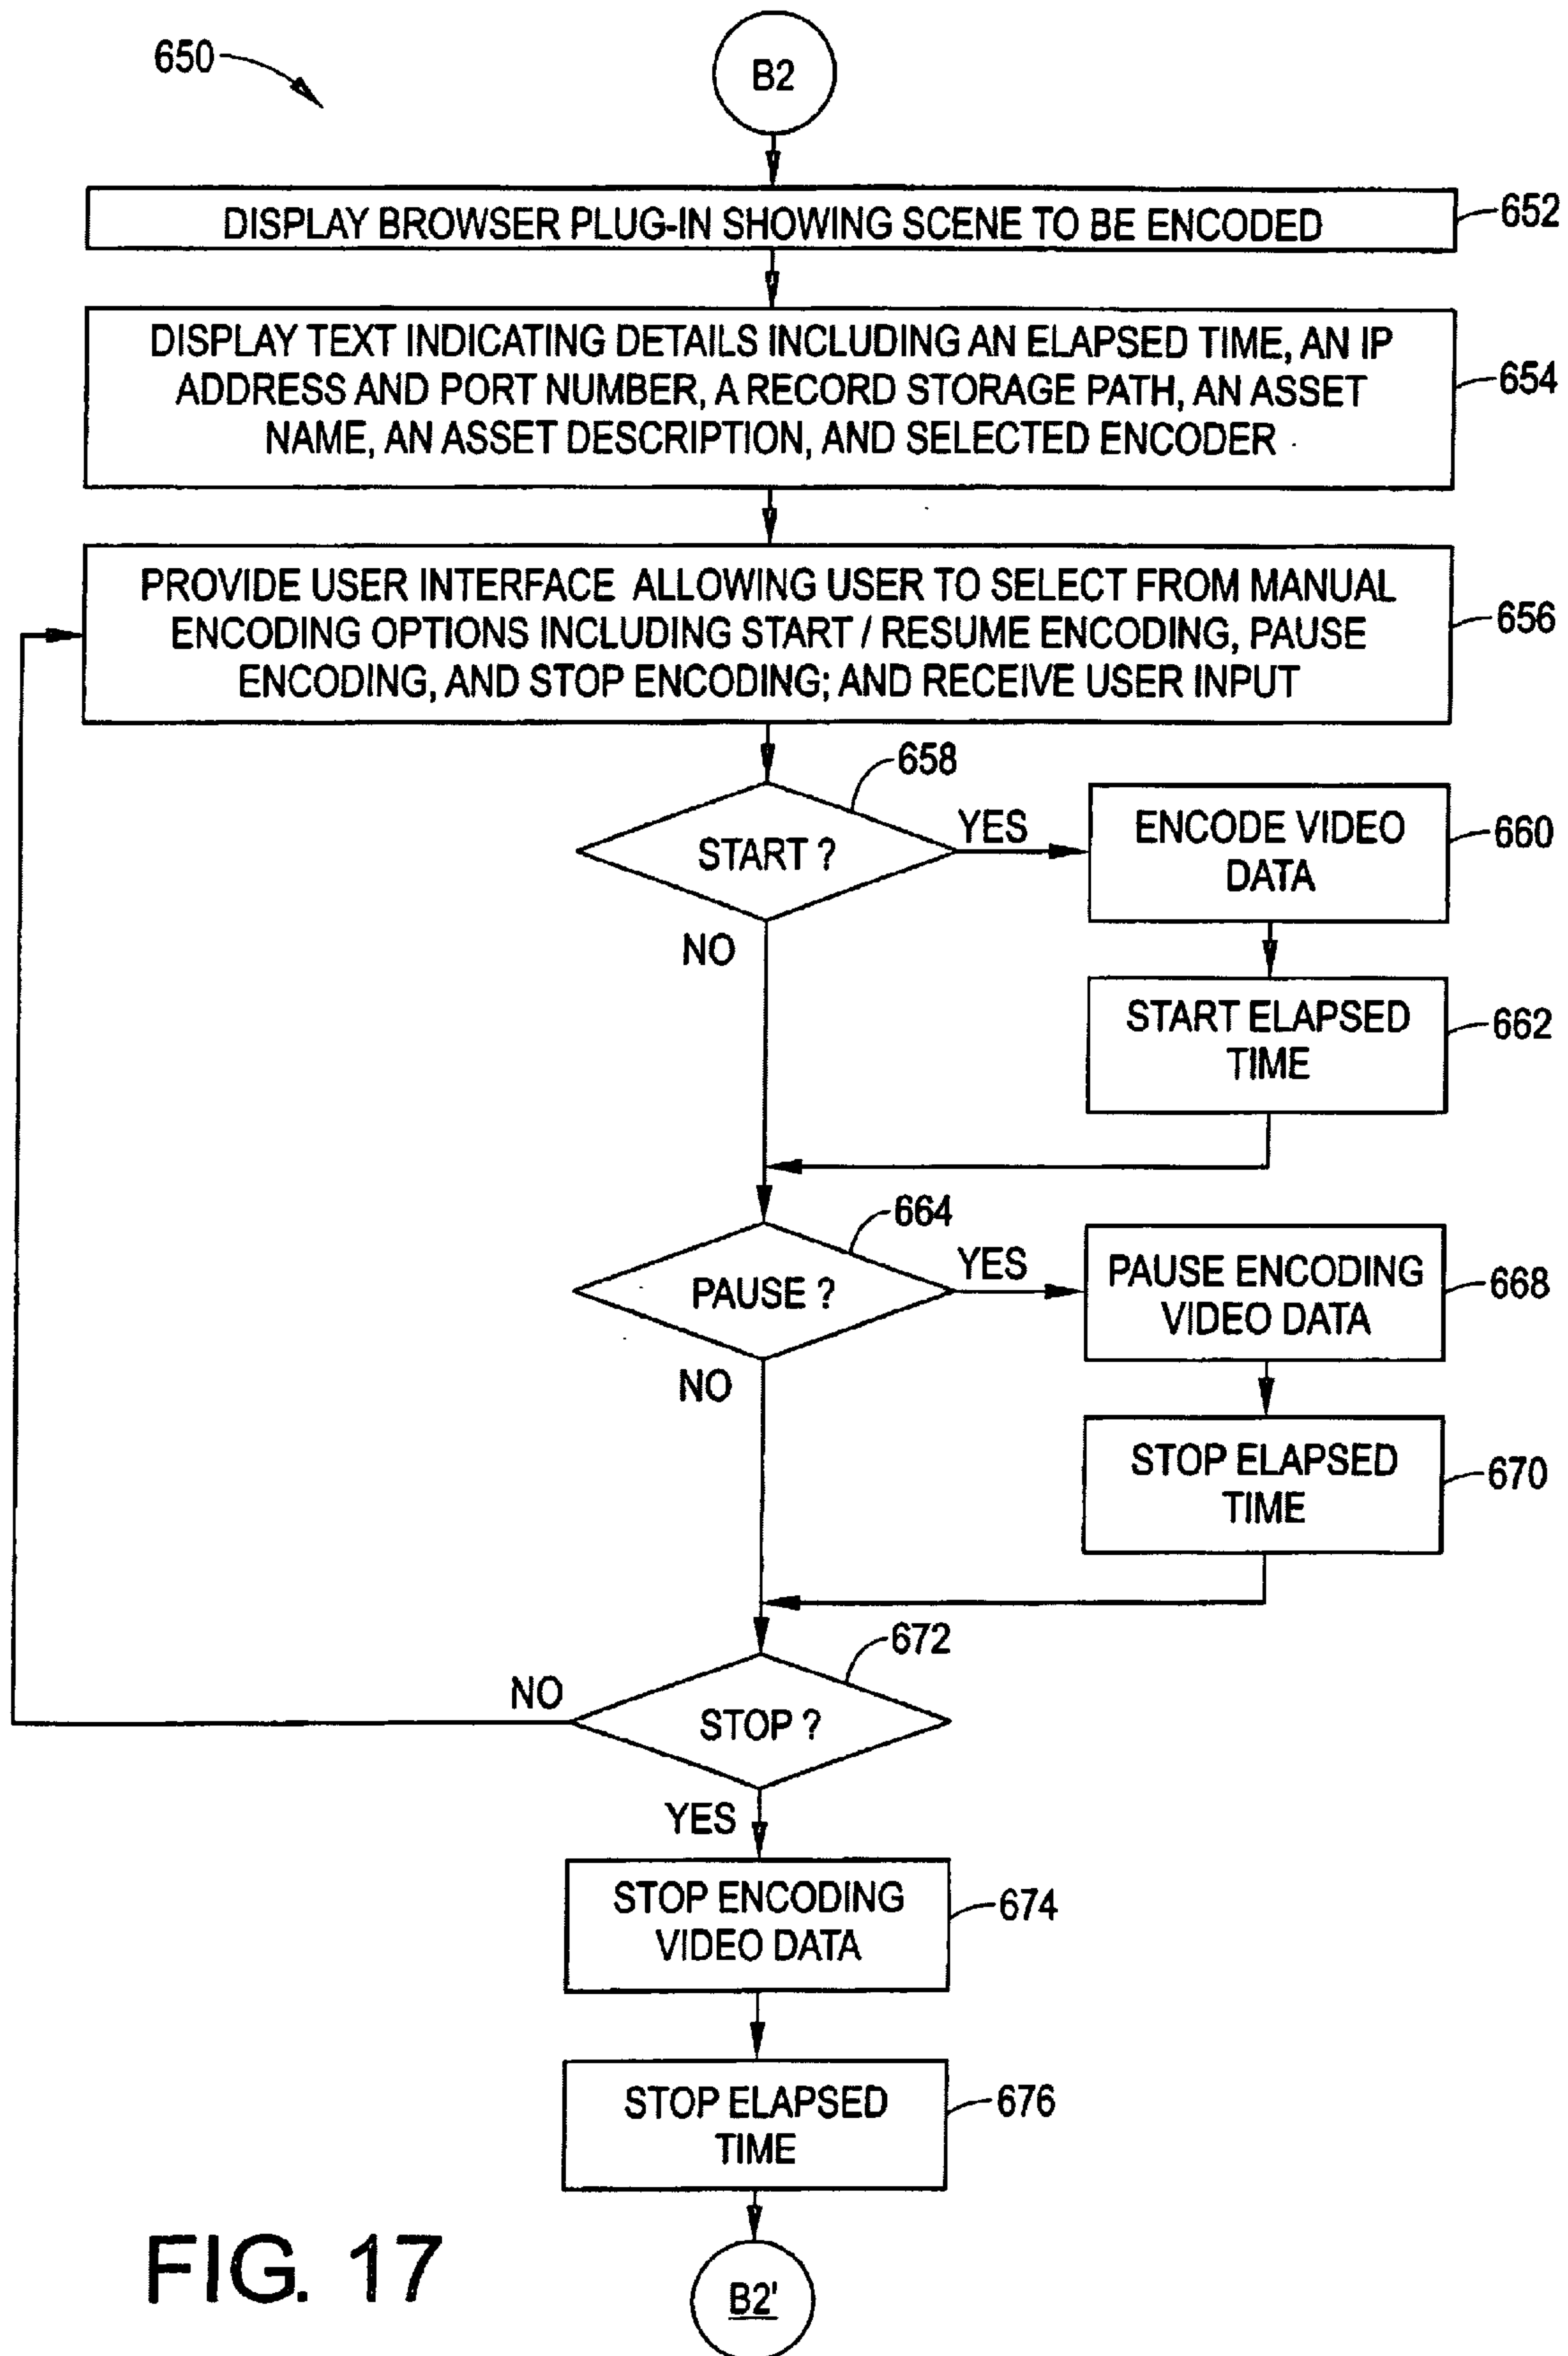 650
B2
DISPLAY BROWSER PLUG-IN SHOWING SCENE TO BE ENCODED
652
DISPLAY TEXT INDICATING DETAILS INCLUDING AN ELAPSED TIME, AN IP
ADDRESS AND PORT NUMBER, A RECORD STORAGE PATH, AN ASSET
NAME, AN ASSET DESCRIPTION, AND SELECTED ENCODER
654
PROVIDE USER INTERFACE ALLOWING USER TO SELECT FROM MANUAL
ENCODING OPTIONS INCLUDING START / RESUME ENCODING, PAUSE
ENCODING, AND STOP ENCODING; AND RECEIVE USER INPUT
656
658
START ?
YES
NO
ENCODE VIDEO
DATA
660
START ELAPSED
TIME
662
664
PAUSE ?
YES
NO
PAUSE ENCODING
VIDEO DATA
668
STOP ELAPSED
TIME
670
672
STOP ?
NO
YES
STOP ENCODING
VIDEO DATA
674
STOP ELAPSED
TIME
676
B2'
FIG. 17